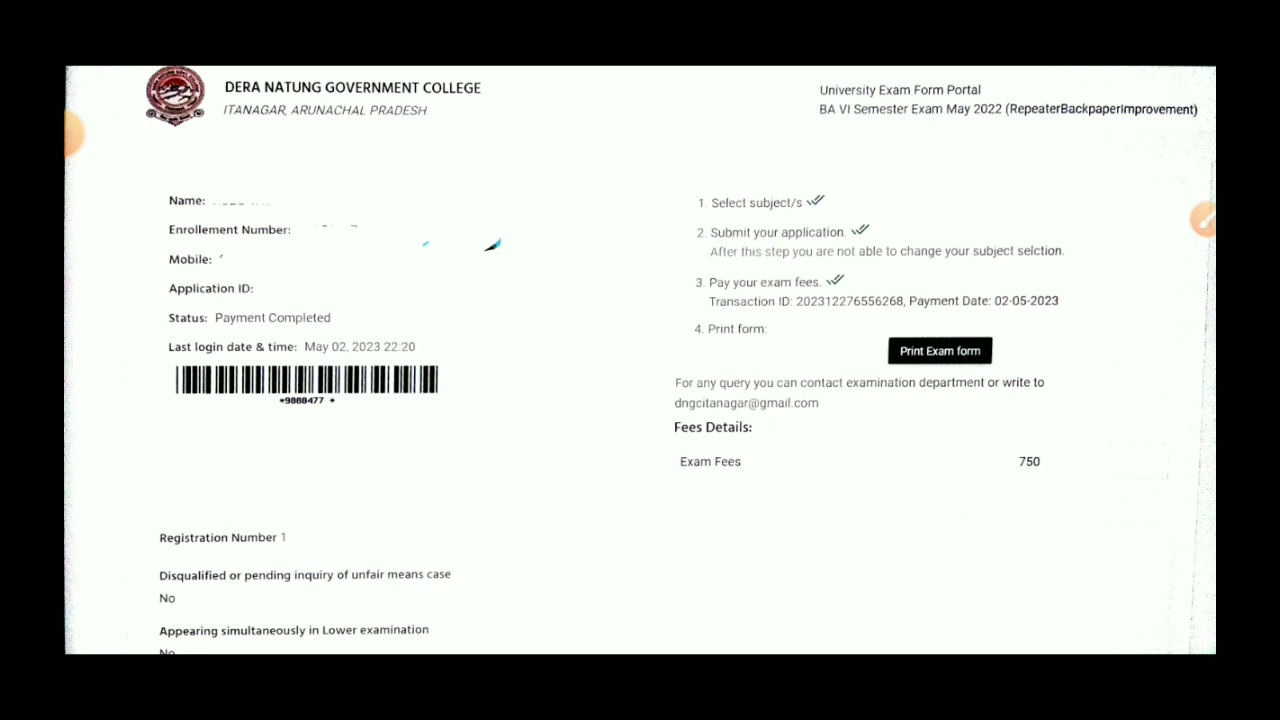 DERA NATUNG GOVERNMENT COLLEGE
ITANAGAR, ARUNACHAL PRADESH
University Exam Form Portal
BA VI Semester Exam May 2022 (RepeaterBackpaperImprovement)
Name:
Enrollement Number:
Mobile:
Application ID:
Status: Payment Completed
Last login date & time: May 02, 2023 22:20
*9888477 *
1. Select subject/s
2. Submit your application.
After this step you are not able to change your subject selction.
3. Pay your exam fees.
Transaction ID: 202312276556268, Payment Date: 02-05-2023
4. Print form:
Print Exam form
For any query you can contact examination department or write to
dngcitanagar@gmail.com
Fees Details:
Exam Fees 750
Registration Number 1
Disqualified or pending inquiry of unfair means case
No
Appearing simultaneously in Lower examination
No